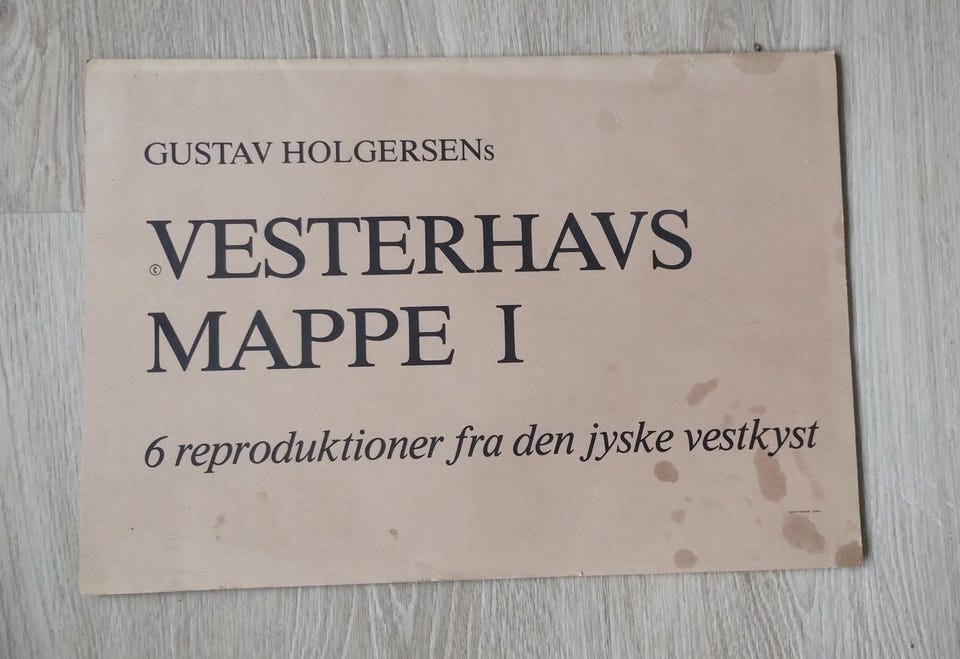 GUSTAV HOLGERSENs
©VESTERHAVS
MAPPE I
6 reproduktioner fra den jyske vestkyst